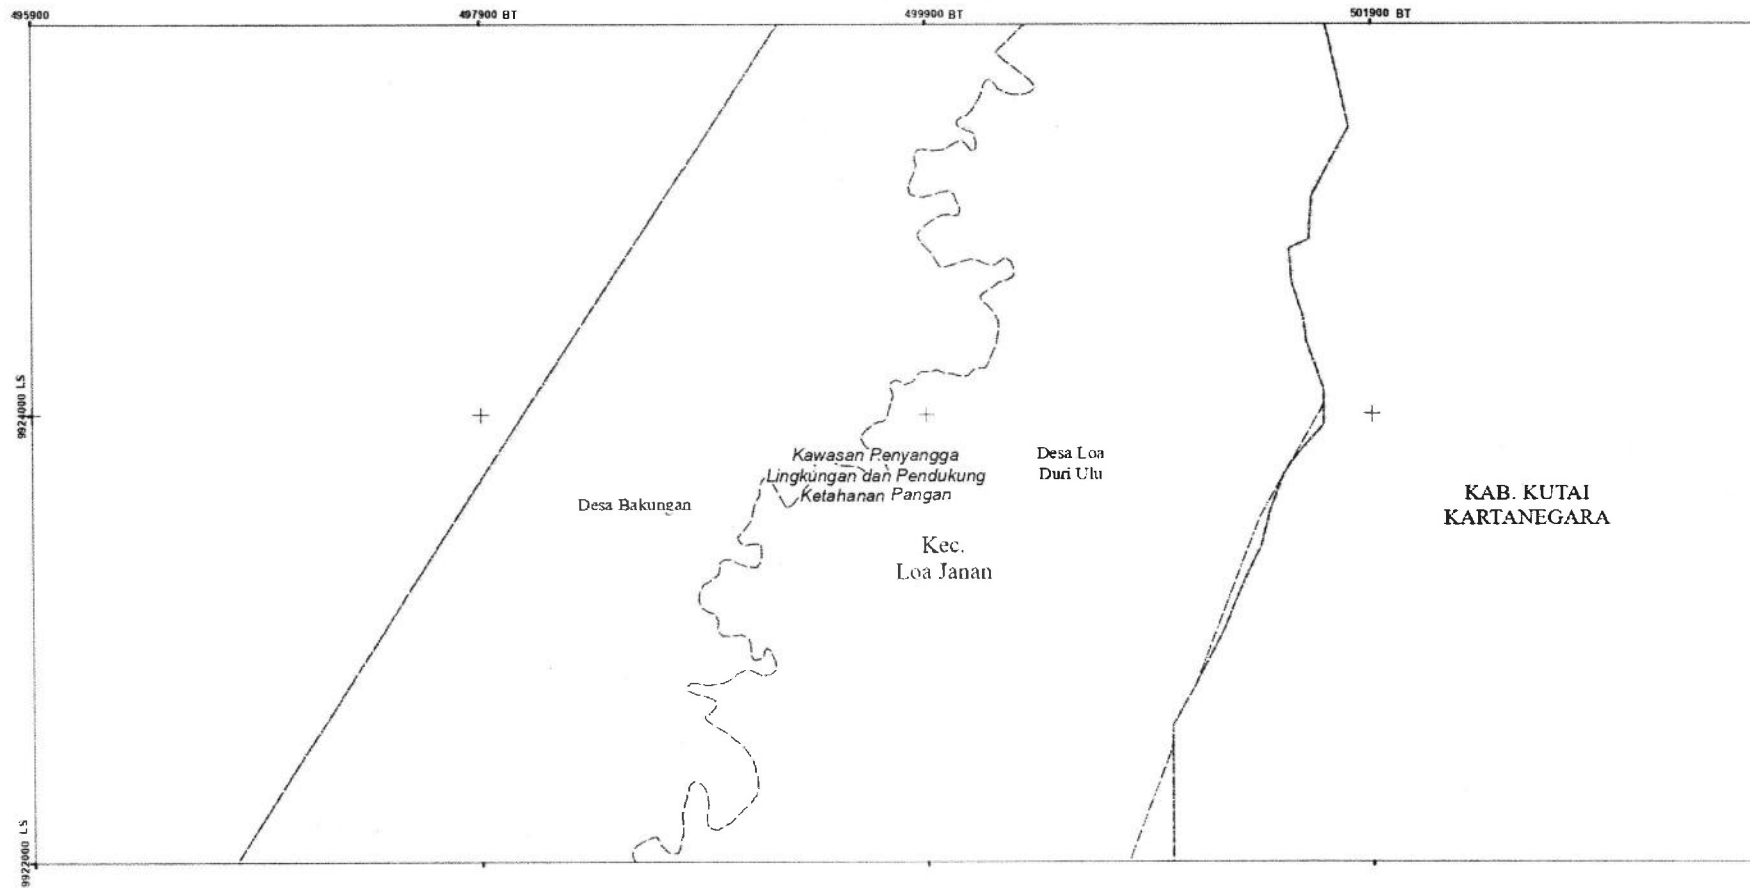 495900
497900 BT
499900 BT
501900 BT
9924000 LS
Kawasan Penyangga
Lingkungan dan Pendukung
Ketahanan Pangan
Desa Loa
Duri Ulu
Desa Bakungan
KAB. KUTAI
KARTANEGARA
Kec.
Loa Janan
9922000 LS